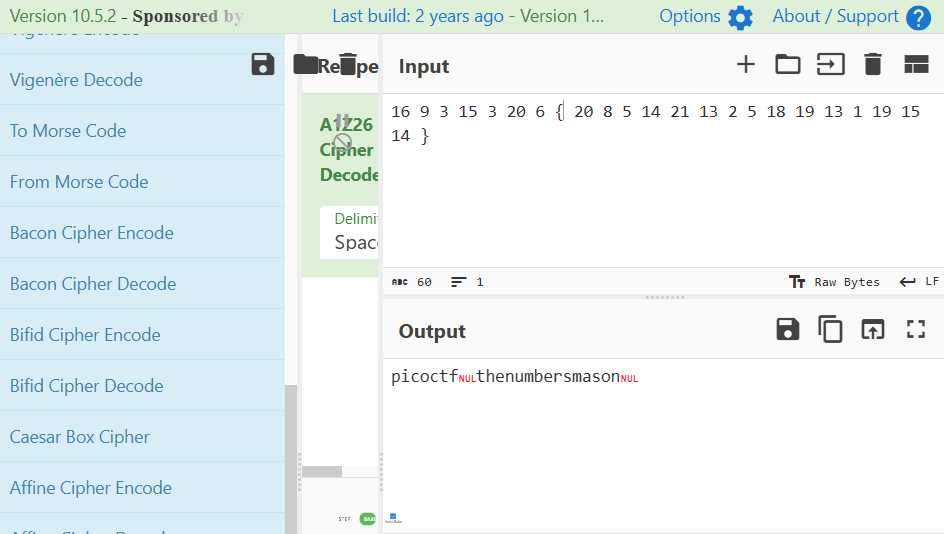 Version 10.5.2 - Sponsored by
Last build: 2 years ago - Version 1...
Options
About / Support
Vigenère Encode
Vigenère Decode
To Morse Code
From Morse Code
Bacon Cipher Encode
Bacon Cipher Decode
Bifid Cipher Encode
Bifid Cipher Decode
Caesar Box Cipher
Affine Cipher Encode
Affine Cipher Decode
A1Z26
Cipher
Decode
Delimi
Spac
STEP
BAKE
Input
16 9 3 15 3 20 6 { 20 8 5 14 21 13 2 5 18 19 13 1 19 15
14 }
ABC 60 1
Raw Bytes LF
Output
picoctfNULthenumbersmasonNUL